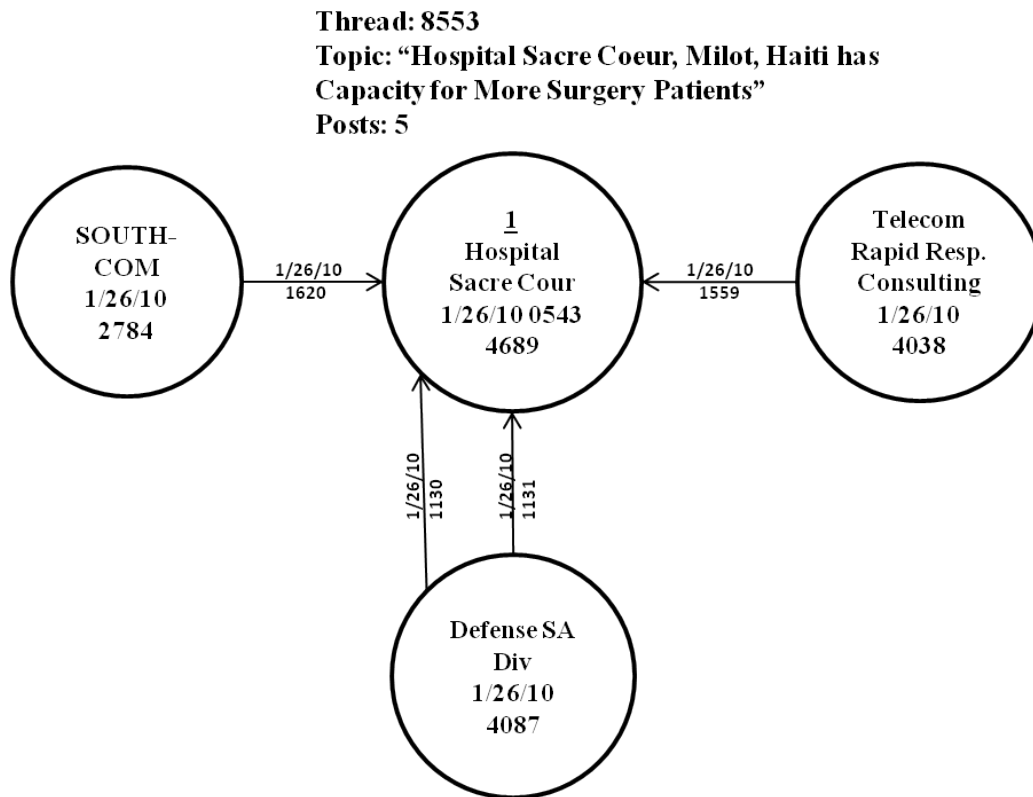 Thread: 8553
Topic: “Hospital Sacre Coeur, Milot, Haiti has
Capacity for More Surgery Patients”
Posts: 5
SOUTH-
COM
1/26/10
2784
1/26/10
1620
1
Hospital
Sacre Cour
1/26/10 0543
4689
1/26/10
1559
Telecom
Rapid Resp.
Consulting
1/26/10
4038
1/26/10
1130
1/26/10
1131
Defense SA
Div
1/26/10
4087